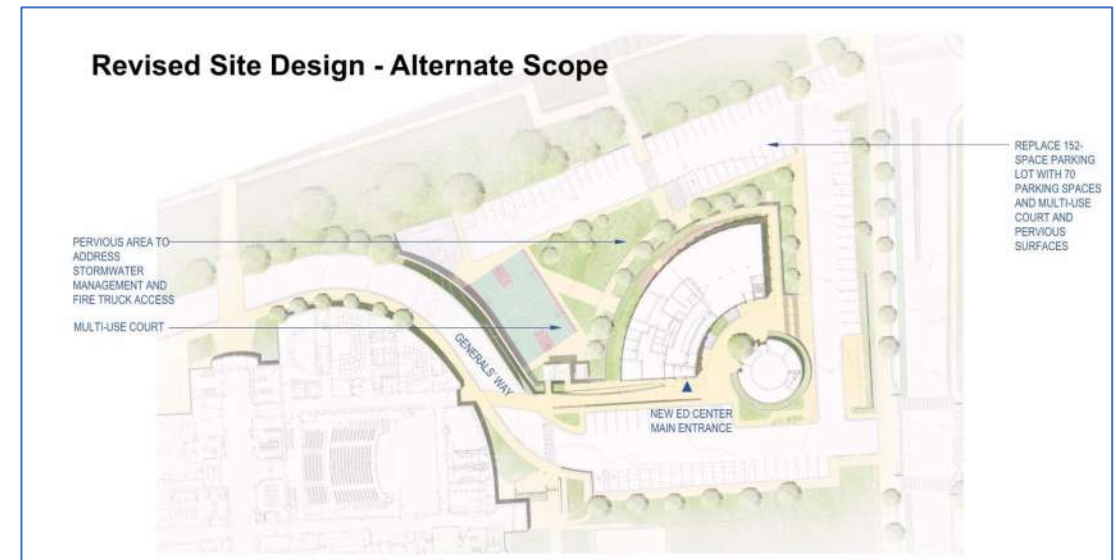 Revised Site Design - Alternate Scope
REPLACE 152-
SPACE PARKING
LOT WITH 70
PARKING SPACES
AND MULTI-USE
COURT AND
PERVIOUS
SURFACES
PERVIOUS AREA TO
ADDRESS
STORMWATER
MANAGEMENT AND
FIRE TRUCK ACCESS
MULTI-USE COURT
GENERALS' WAY
NEW ED CENTER
MAIN ENTRANCE